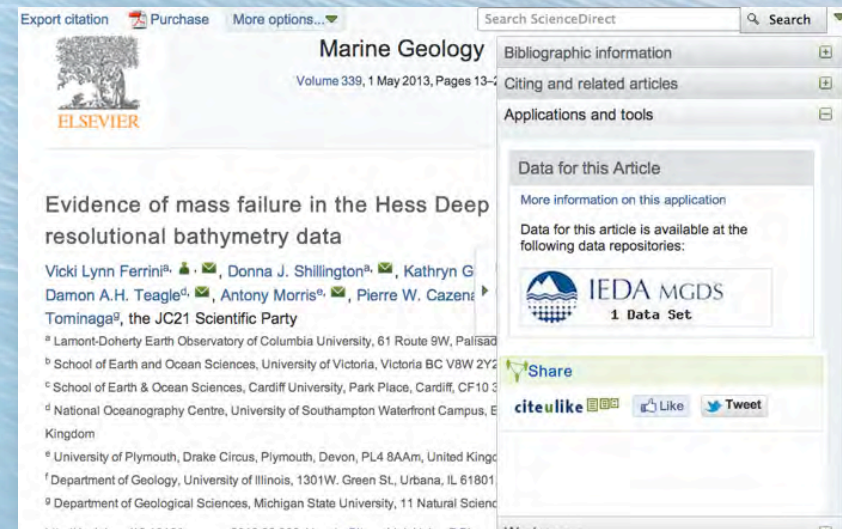 Export citation Purchase More options...
Search ScienceDirect Search
ELSEVIER
Marine Geology
Volume 339, 1 May 2013, Pages 13–2
Evidence of mass failure in the Hess Deep
resolutional bathymetry data
Vicki Lynn Ferrini a, Donna J. Shillington a, Kathryn G
Damon A.H. Teagle d, Antony Morris e, Pierre W. Cazena
Tominaga g, the JC21 Scientific Party
a Lamont-Doherty Earth Observatory of Columbia University, 61 Route 9W, Palisad
b School of Earth and Ocean Sciences, University of Victoria, Victoria BC V8W 2Y2
c School of Earth & Ocean Sciences, Cardiff University, Park Place, Cardiff, CF10 3
d National Oceanography Centre, University of Southampton Waterfront Campus, E
Kingdom
e University of Plymouth, Drake Circus, Plymouth, Devon, PL4 8AAm, United Kingd
f Department of Geology, University of Illinois, 1301W. Green St., Urbana, IL 61801
g Department of Geological Sciences, Michigan State University, 11 Natural Scienc
Bibliographic information
Citing and related articles
Applications and tools
Data for this Article
More information on this application
Data for this article is available at the
following data repositories:
IEDA MGDS
1 Data Set
Share
citeulike Like Tweet